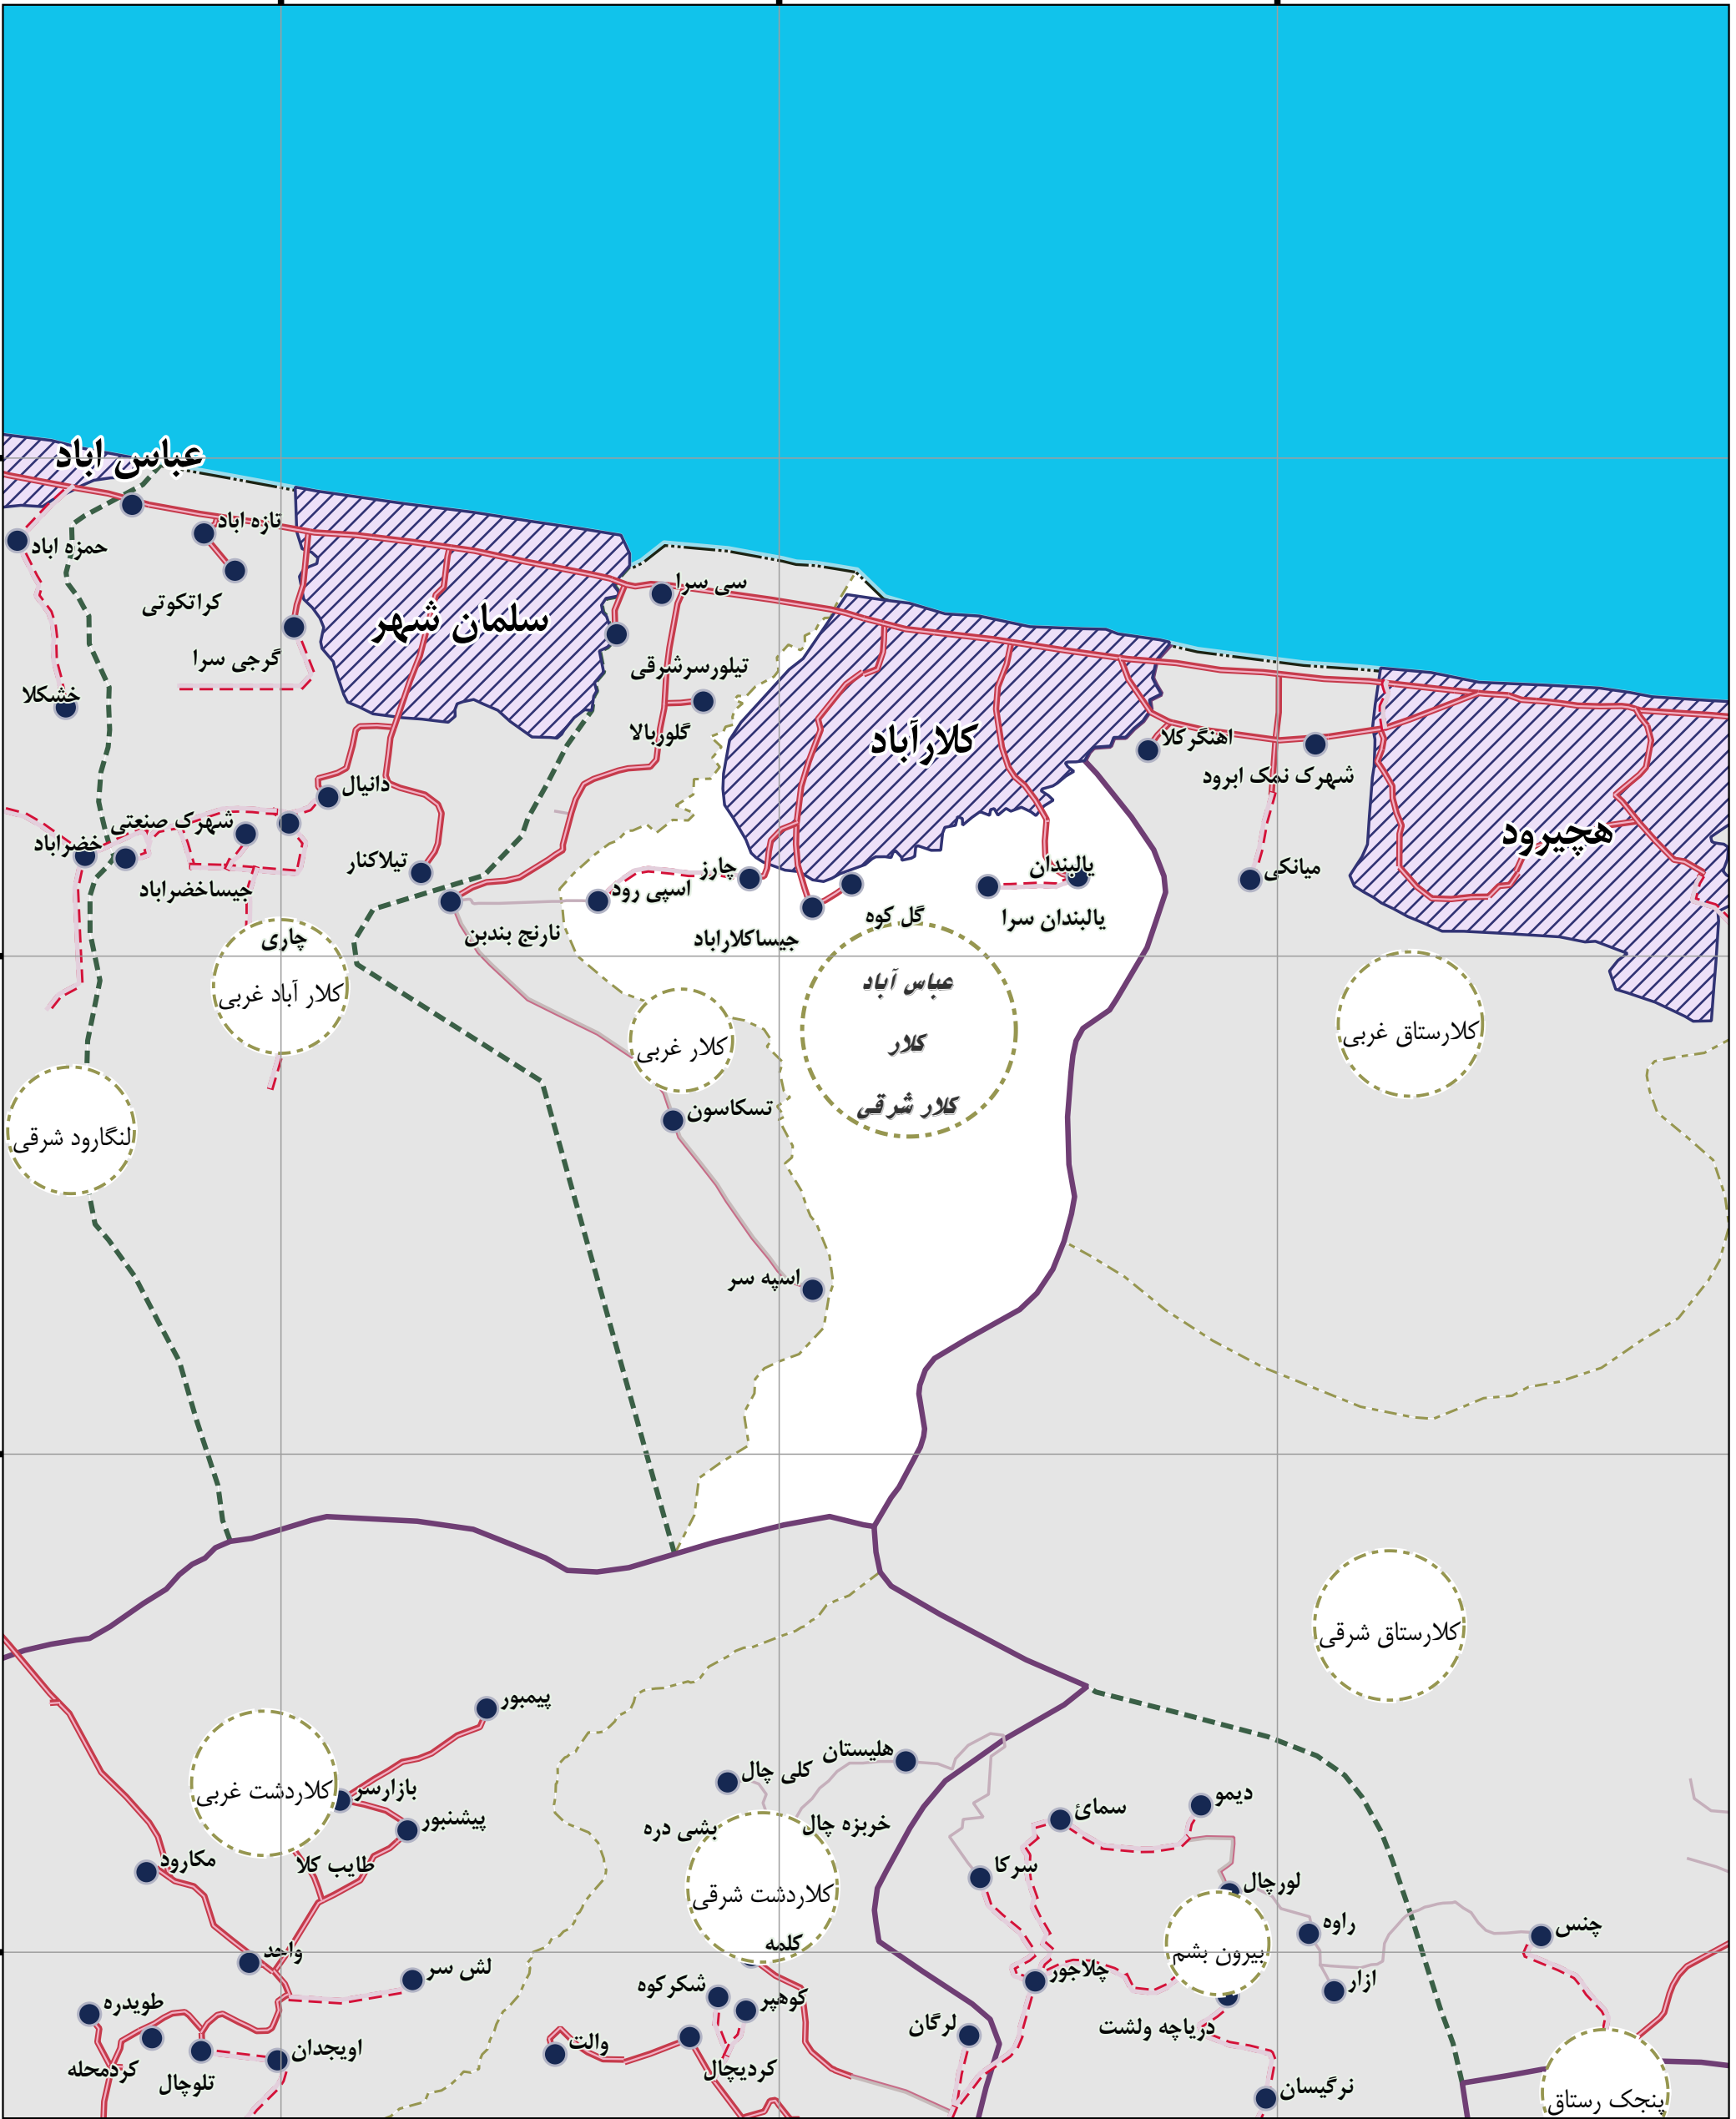 عباس اباد
تازه اباد
حمزه اباد
سی سرا
کراتکوتی
سلمان شهر
گرجی سرا
تیلورسرشرقی
خشکلا
گلوربالا
کلارآباد
اهنگرکلا
شهرک نمک ابرود
دانیال
شهرک صنعتی
هچیرود
خضراباد
تیلاکنار
چارز
یالبندان
میانکی
جیساخضراباد
اسپی رود
گل کوه
یالبندان سرا
چاری
نارنج بندبن
جیساکلاراباد
عباس آباد
کلار
کلار شرقی
کلار آباد غربی
کلار غربی
کلارستاق غربی
تسکاسون
لنگارود شرقی
اسپه سر
کلارستاق شرقی
پیمبور
هلیستان
کلی چال
کلاردشت غربی
بازارسر
دیمو
سمائ
پیشنبور
بشی دره
خربزه چال
مکارود
طایب کلا
سرکا
لورچال
کلاردشت شرقی
راوه
چنس
کلمه
واحد
بیرون بشم
لش سر
چلاجور
ازار
شکرکوه
کوهپر
طویدره
لرگان
دریاچه ولشت
والت
اویجدان
کردمحله
تلوچال
کردیچال
نرگیسان
پنجک رستاق